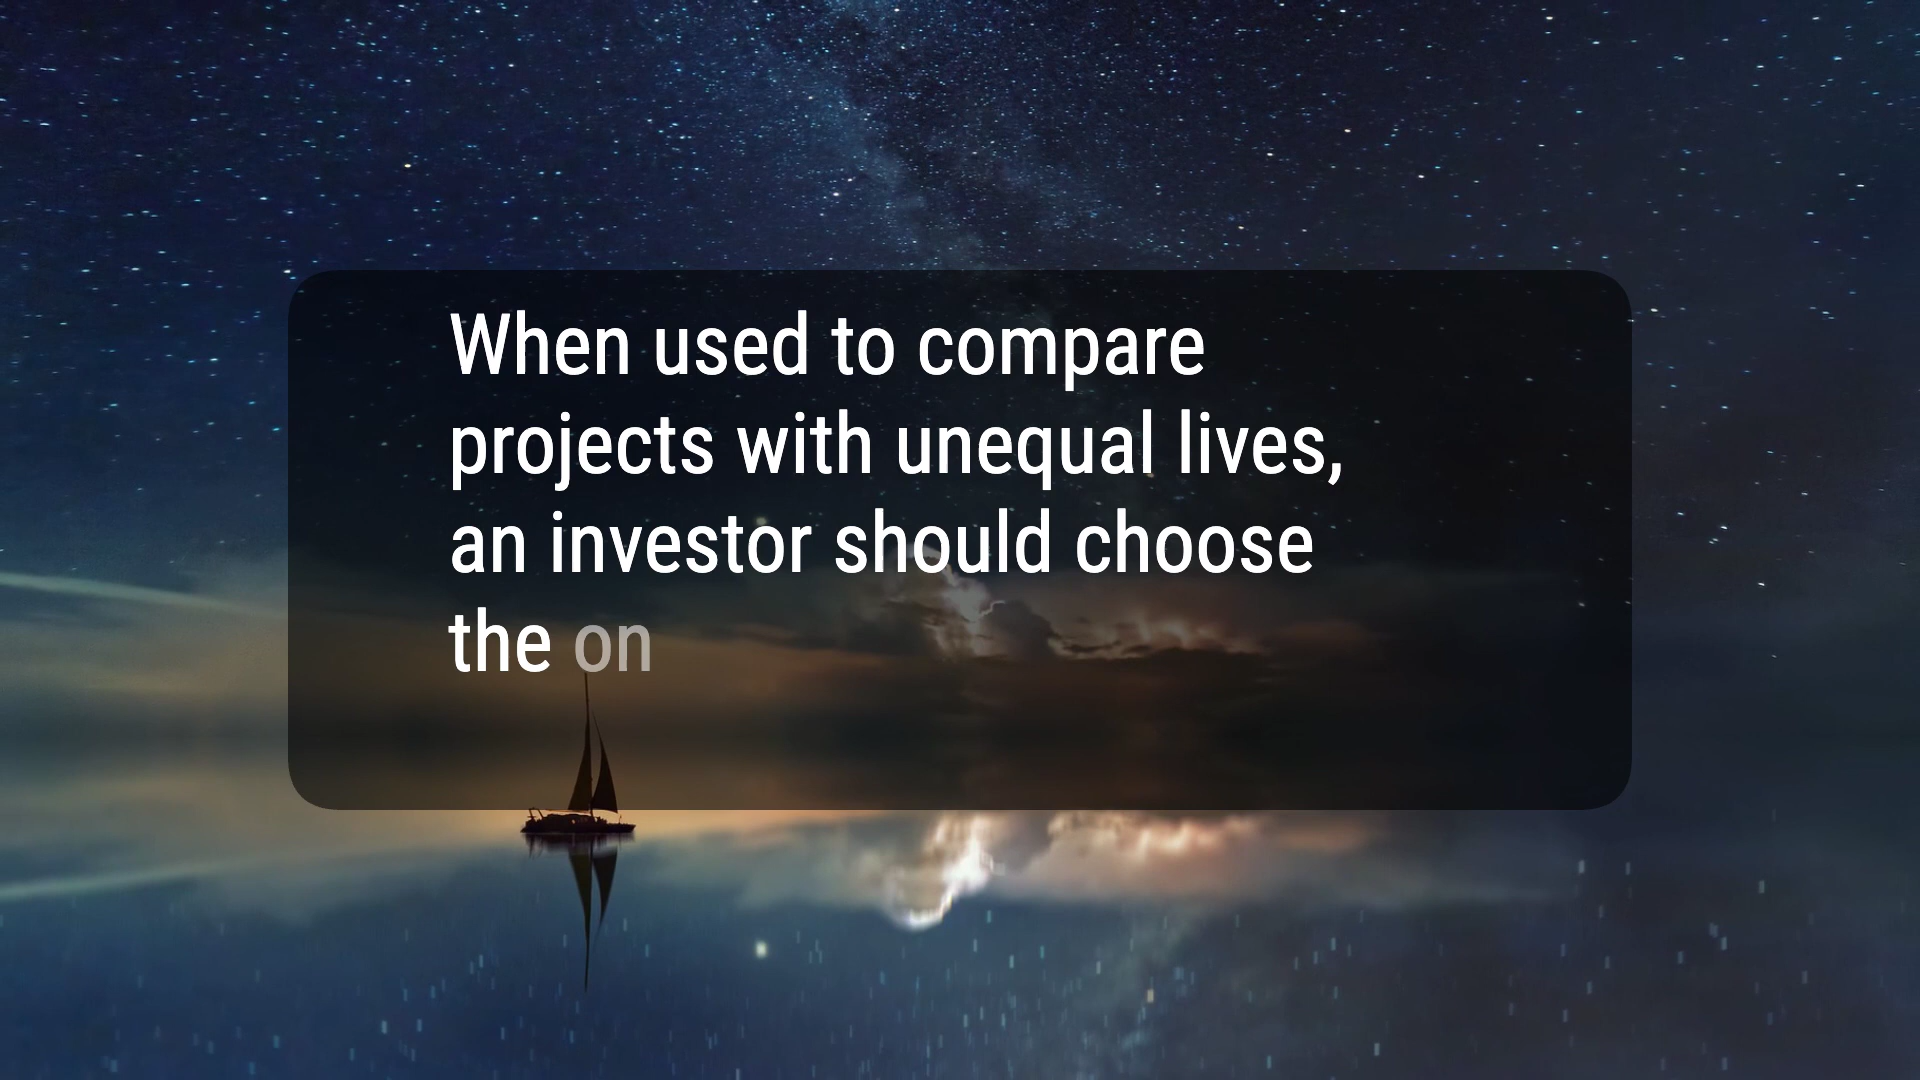 When used to compare
projects with unequal lives,
an investor should choose
the on